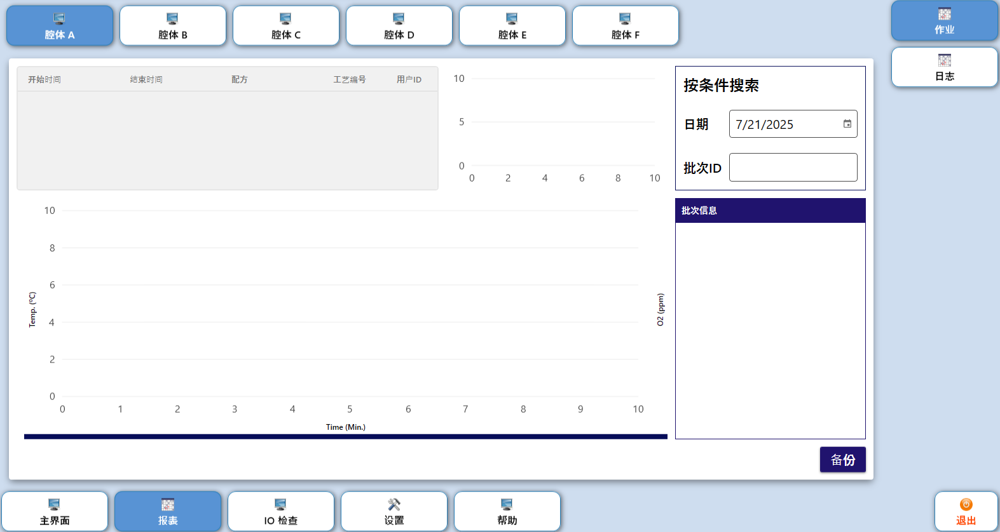 腔体 A
腔体 B
腔体 C
腔体 D
腔体 E
腔体 F
作业
日志
开始时间 结束时间 配方 工艺编号 用户ID
10
5
0
0 2 4 6 8 10
按条件搜索
日期 7/21/2025
批次ID
批次信息
10
8
6
4
2
0
Temp. (°C)
O2 (ppm)
0 1 2 3 4 5 6 7 8 9 10
Time (Min.)
备份
主界面
报表
IO 检查
设置
帮助
退出